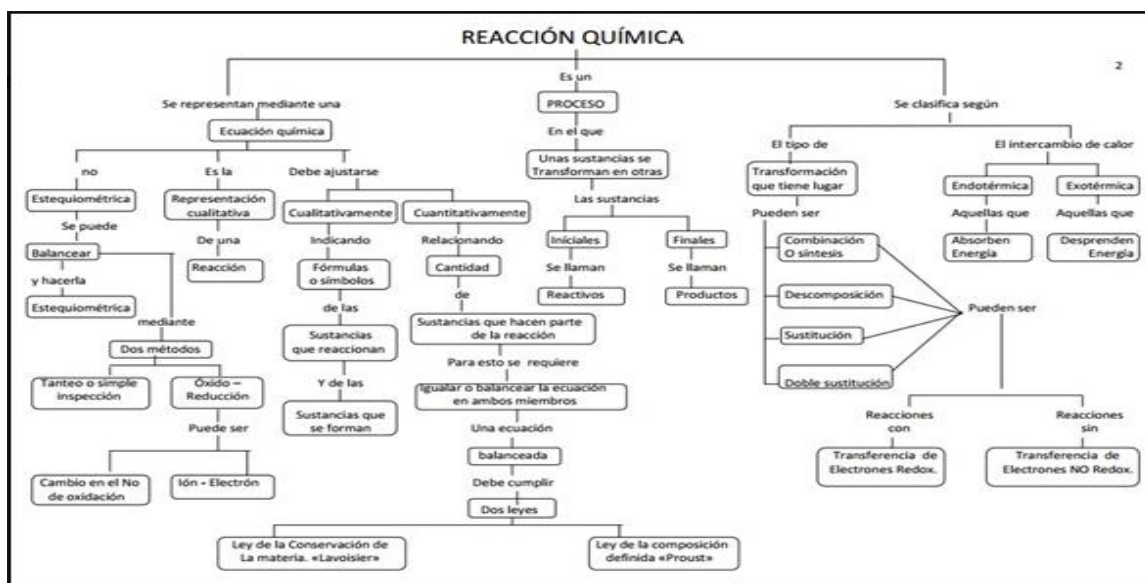 REACCIÓN QUÍMICA
2
Se representan mediante una
Ecuación química
no
Estequiométrica
Se puede
Balancear
y hacerla
Estequiométrica
mediante
Dos métodos
Tanteo o simple
inspección
Óxido –
Reducción
Puede ser
Cambio en el No
de oxidación
Ión - Electrón
Es la
Representación
cualitativa
De una
Reacción
Debe ajustarse
Cualitativamente
Indicando
Fórmulas
o símbolos
de las
Sustancias
que reaccionan
Y de las
Sustancias que
se forman
Cuantitativamente
Relacionando
Cantidad
de
Sustancias que hacen parte
de la reacción
Para esto se requiere
Igualar o balancear la ecuación
en ambos miembros
Una ecuación
balanceada
Debe cumplir
Dos leyes
Ley de la Conservación de
La materia. «Lavoisier»
Ley de la composición
definida «Proust»
Es un
PROCESO
En el que
Unas sustancias se
Transforman en otras
Las sustancias
Iniciales
Se llaman
Reactivos
Finales
Se llaman
Productos
Se clasifica según
El tipo de
Transformación
que tiene lugar
Pueden ser
Combinación
O síntesis
Descomposición
Sustitución
Doble sustitución
Pueden ser
Reacciones
con
Transferencia de
Electrones Redox.
Reacciones
sin
Transferencia de
Electrones NO Redox.
El intercambio de calor
Endotérmica
Aquellas que
Absorben
Energía
Exotérmica
Aquellas que
Desprenden
Energía